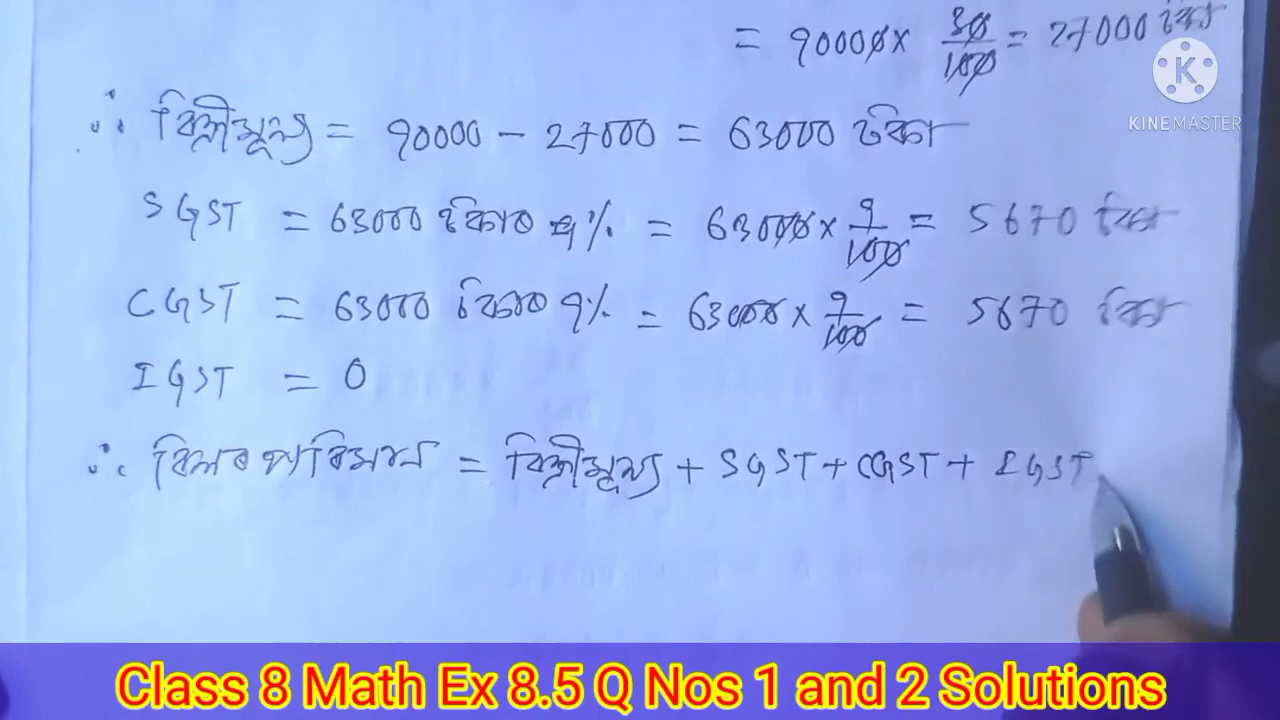 = 90000 × 30/100 = 27000 টকা
KINEMASTER
∴ বিক্ৰীমূল্য = 90000 - 27000 = 63000 টকা
SGST = 63000 টকাৰ 9% = 63000 × 9/100 = 5670 টকা
CGST = 63000 টকাৰ 9% = 63000 × 9/100 = 5670 টকা
IGST = 0
∴ বিলৰ পৰিমাণ = বিক্ৰীমূল্য + SGST + CGST + IGST
Class 8 Math Ex 8.5 Q Nos 1 and 2 Solutions